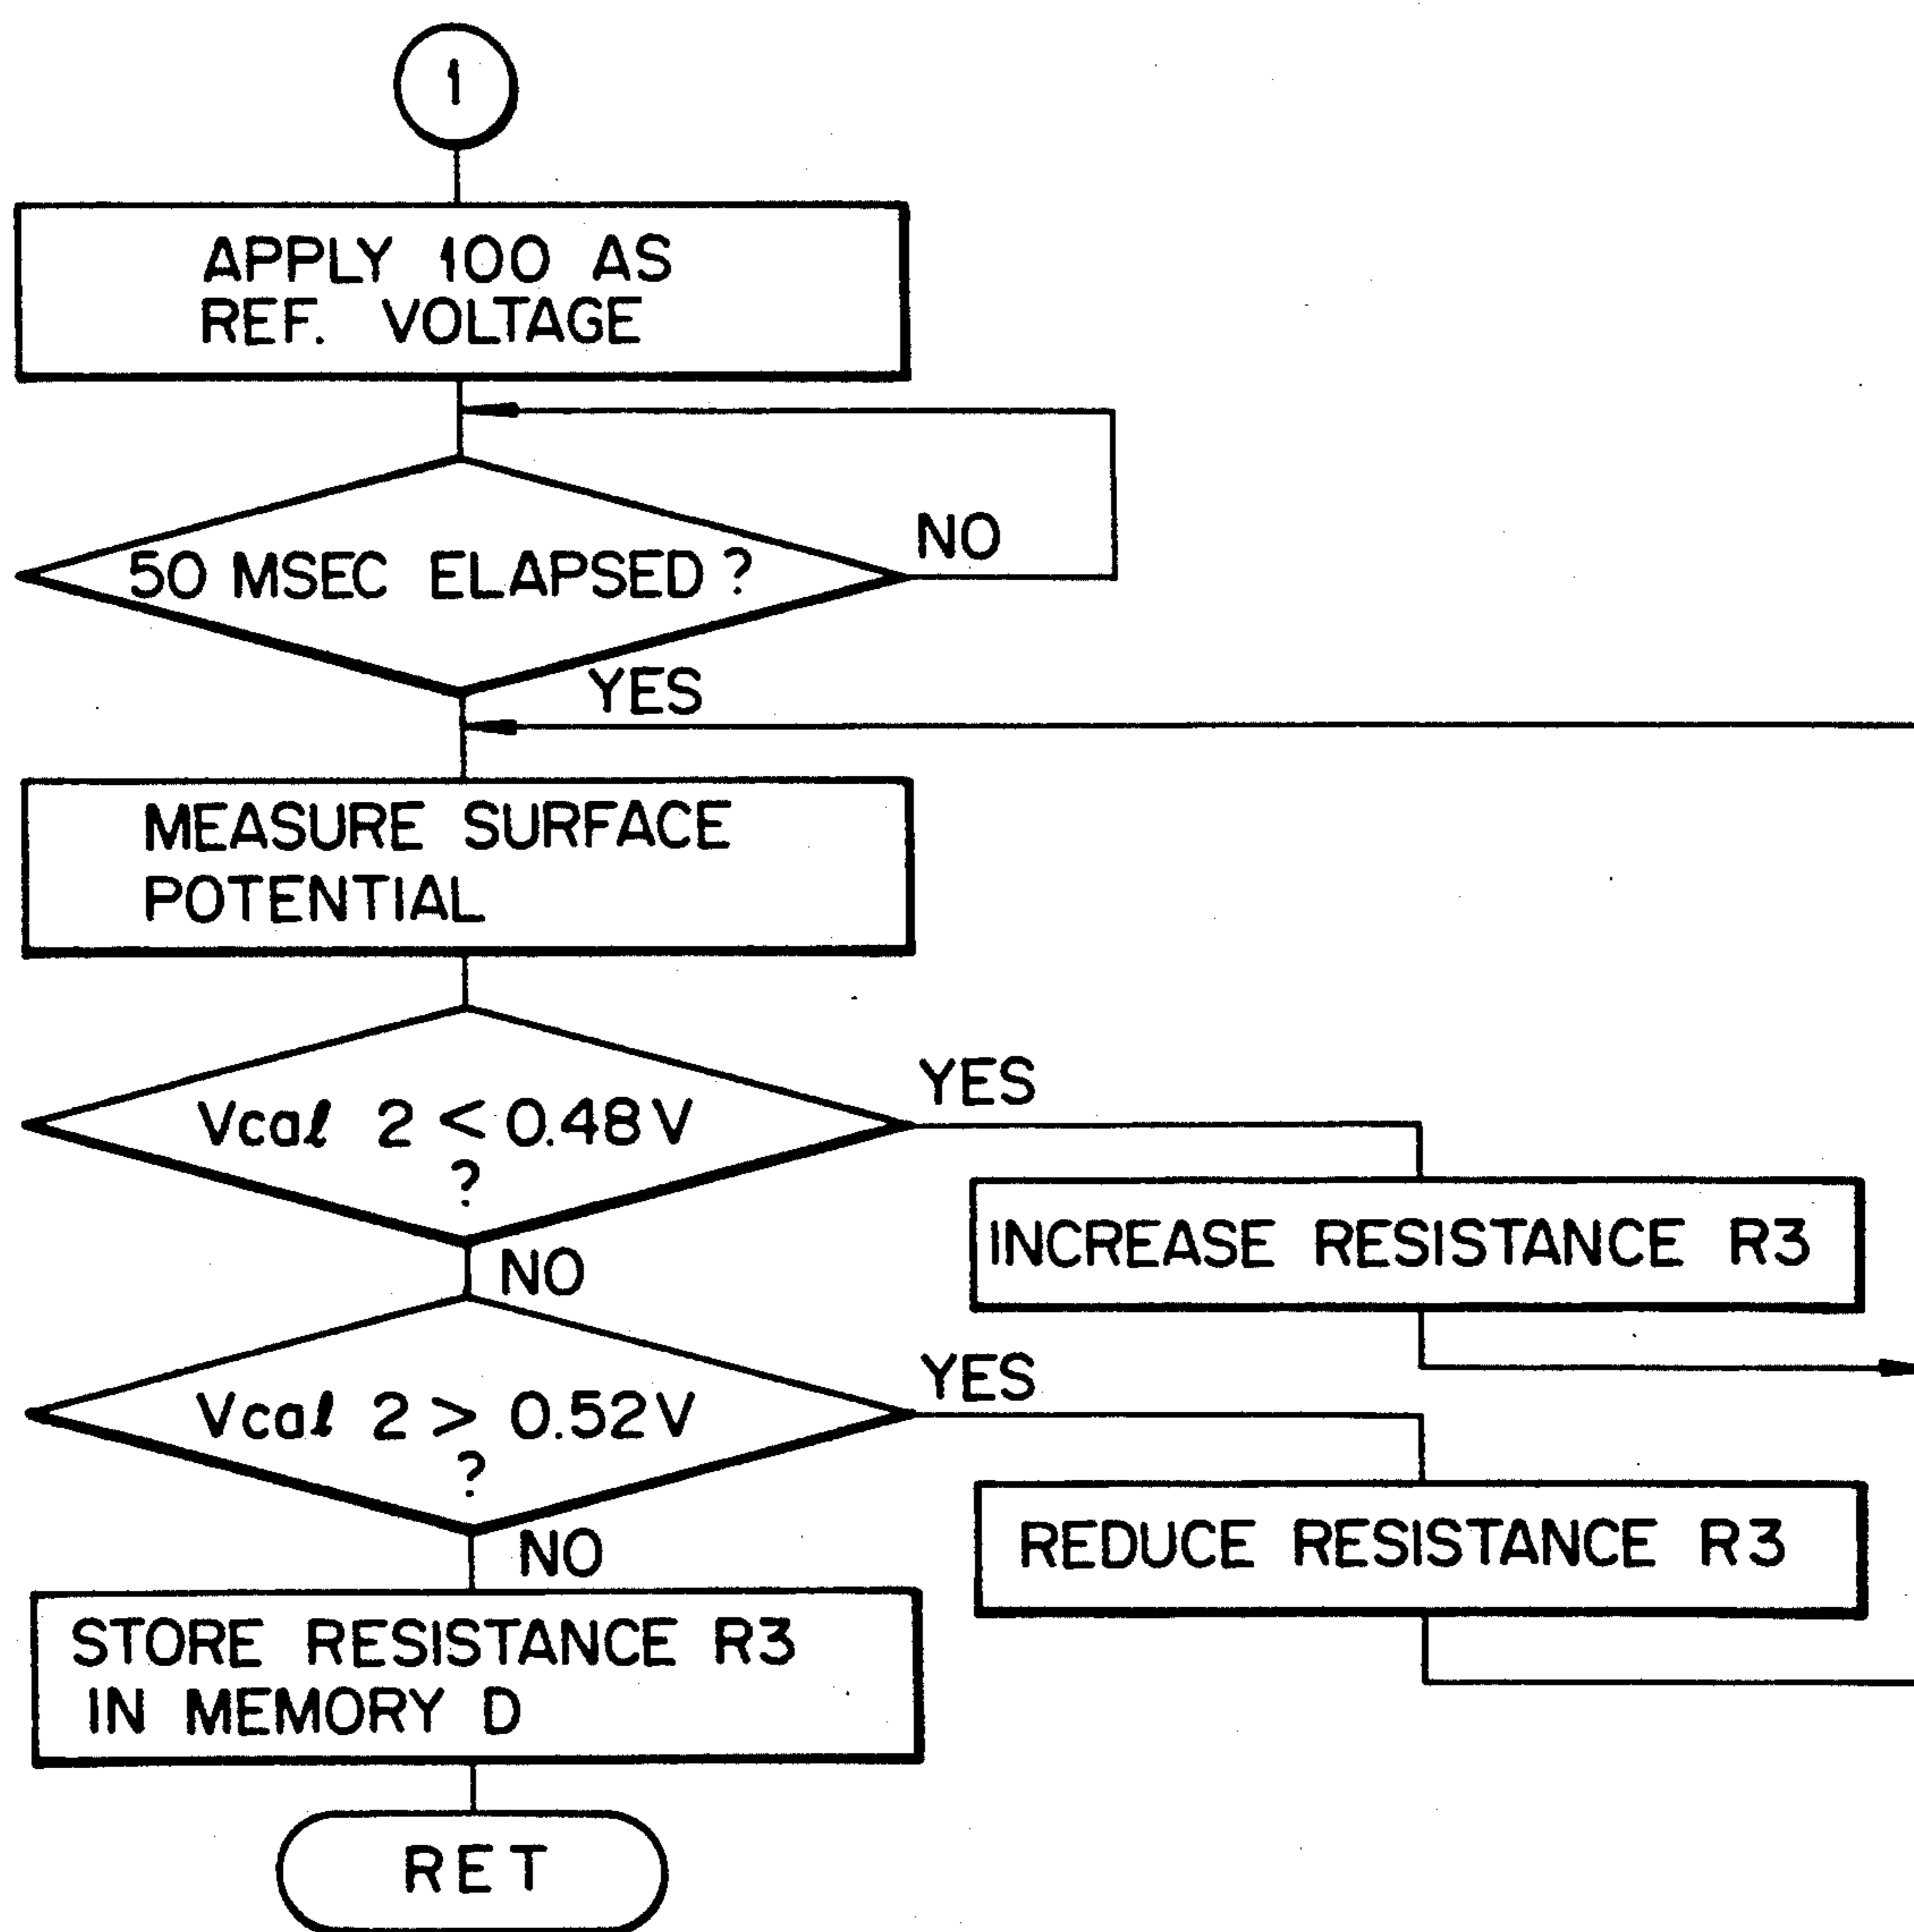 1
APPLY 100 AS
REF. VOLTAGE
NO
50 MSEC ELAPSED ?
YES
MEASURE SURFACE
POTENTIAL
YES
Vcal 2 < 0.48V
?
INCREASE RESISTANCE R3
NO
YES
Vcal 2 > 0.52V
?
REDUCE RESISTANCE R3
NO
STORE RESISTANCE R3
IN MEMORY D
RET